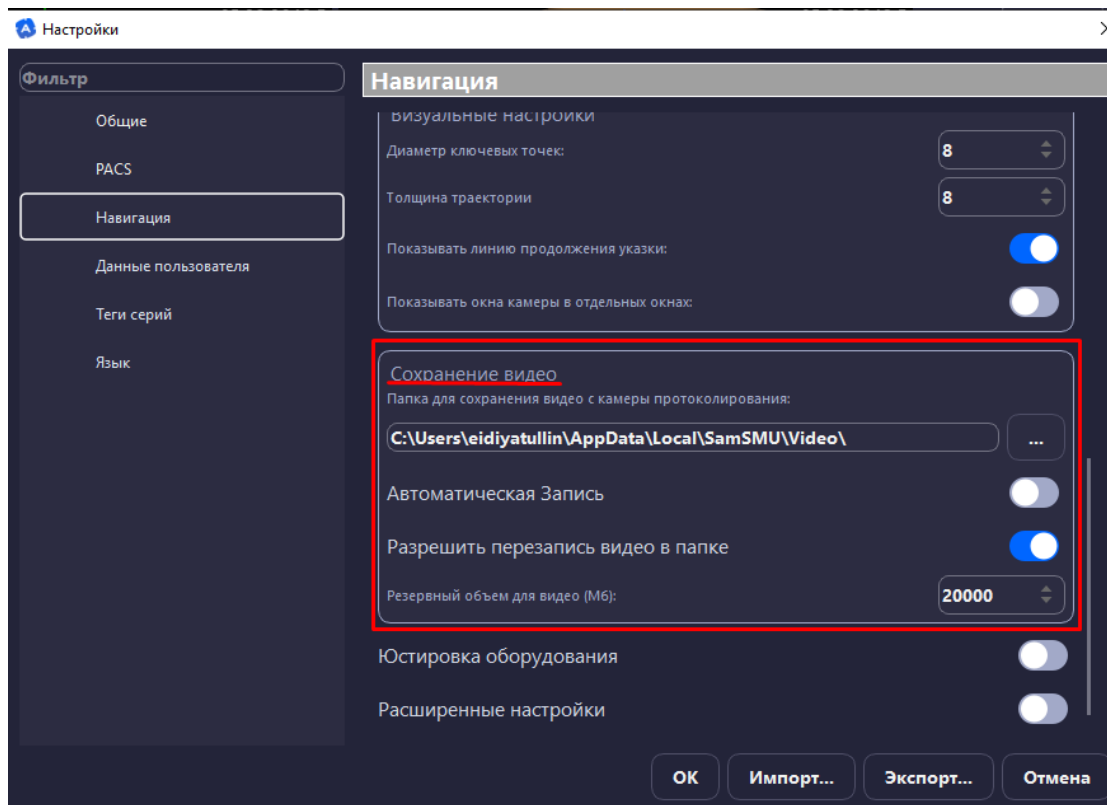 Настройки
Фильтр
Общие
PACS
Навигация
Данные пользователя
Теги серий
Язык
Навигация
Визуальные настройки
Диаметр ключевых точек:
8
Толщина траектории
8
Показывать линию продолжения указки:
Показывать окна камеры в отдельных окнах:
Сохранение видео
Папка для сохранения видео с камеры протоколирования:
C:\Users\eidiyatullin\AppData\Local\SamSMU\Video\
...
Автоматическая Запись
Разрешить перезапись видео в папке
Резервный объем для видео (Мб):
20000
Юстировка оборудования
Расширенные настройки
ОК
Импорт...
Экспорт...
Отмена